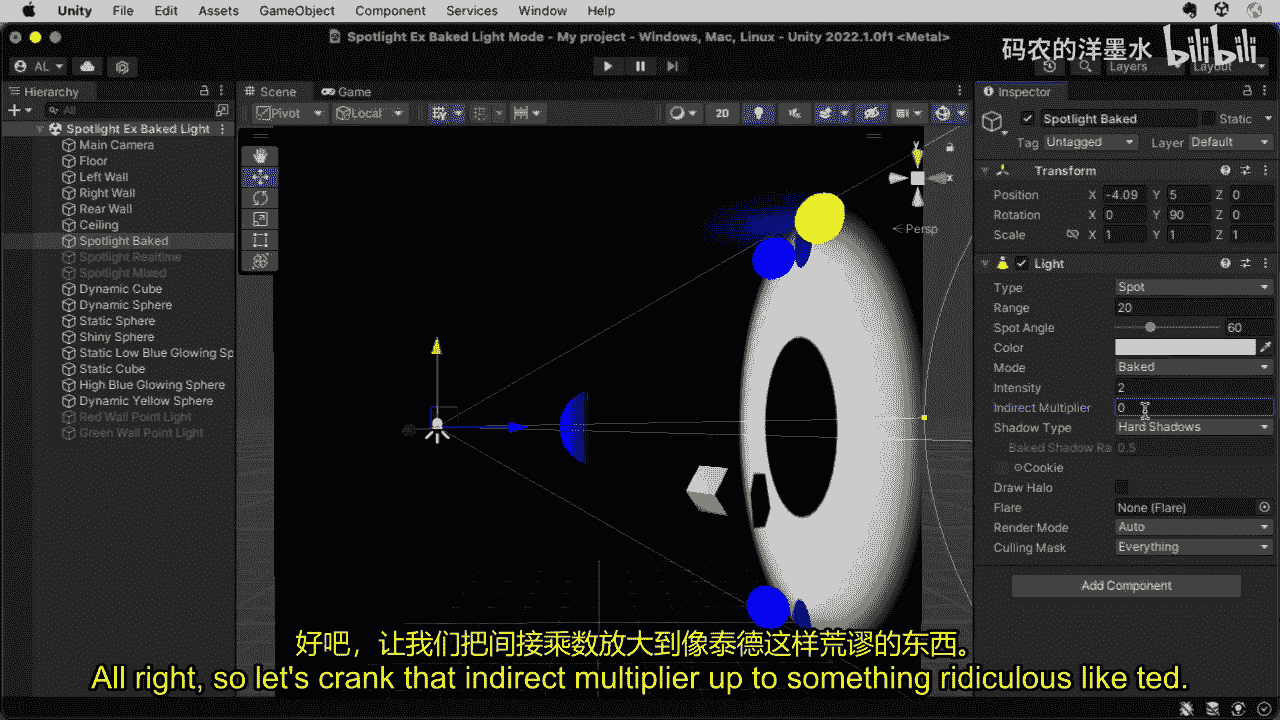 Unity File Edit Assets GameObject Component Services Window Help
Spotlight Ex Baked Light Mode - My project - Windows, Mac, Linux - Unity 2022.1.0f1 <Metal>
码农的洋墨水 bilibili
AL Layers Layout
Hierarchy
All
Spotlight Ex Baked Light
Main Camera
Floor
Left Wall
Right Wall
Rear Wall
Ceiling
Spotlight Baked
Spotlight Realtime
Spotlight Mixed
Dynamic Cube
Dynamic Sphere
Static Sphere
Shiny Sphere
Static Low Blue Glowing Sp
Static Cube
High Blue Glowing Sphere
Dynamic Yellow Sphere
Red Wall Point Light
Green Wall Point Light
Scene Game
Pivot Local 2D
y
x
Persp
Inspector
Spotlight Baked Static
Tag Untagged Layer Default
Transform
Position X -4.09 Y 5 Z 0
Rotation X 0 Y 90 Z 0
Scale X 1 Y 1 Z 1
Light
Type Spot
Range 20
Spot Angle 60
Color
Mode Baked
Intensity 2
Indirect Multiplier 0
Shadow Type Hard Shadows
Baked Shadow Ra 0.5
Cookie
Draw Halo
Flare None (Flare)
Render Mode Auto
Culling Mask Everything
Add Component
好吧，让我们把间接乘数放大到像泰德这样荒谬的东西。
All right, so let's crank that indirect multiplier up to something ridiculous like ted.